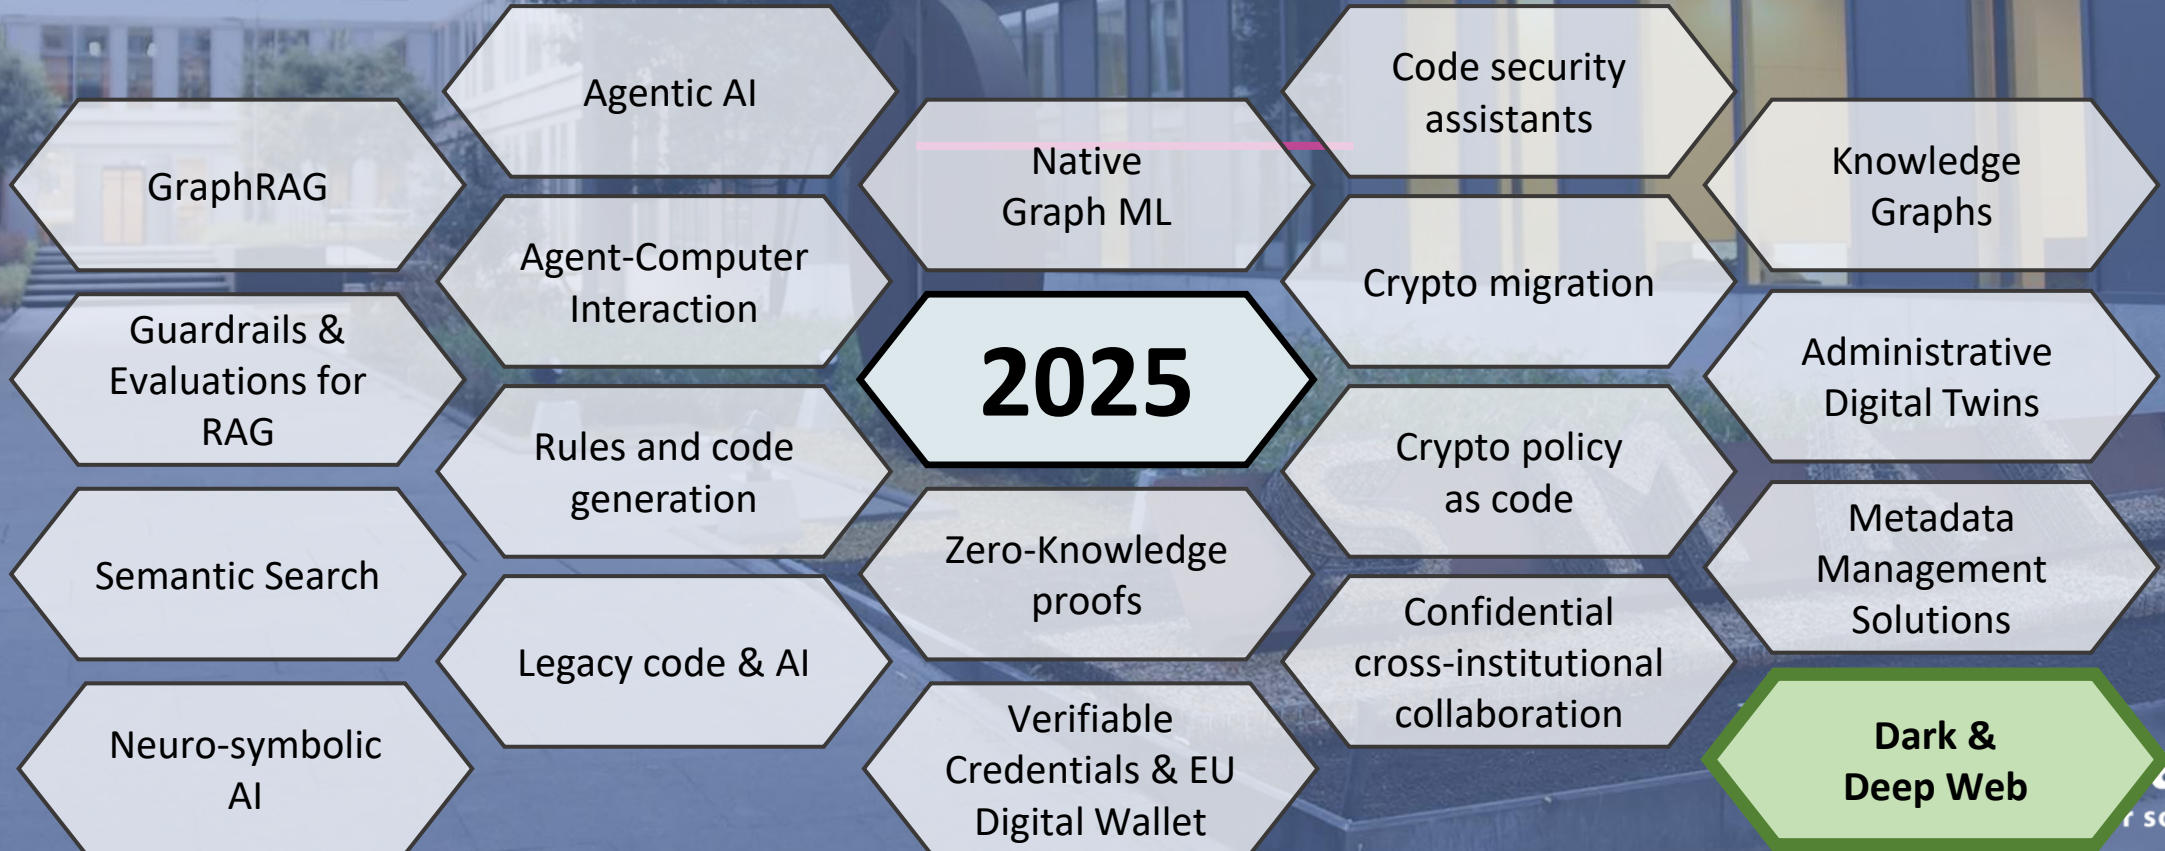 GraphRAG
Guardrails &
Evaluations for
RAG
Semantic Search
Neuro-symbolic
AI
Agentic AI
Agent-Computer
Interaction
Rules and code
generation
Legacy code & AI
Native
Graph ML
2025
Zero-Knowledge
proofs
Verifiable
Credentials & EU
Digital Wallet
Code security
assistants
Crypto migration
Crypto policy
as code
Confidential
cross-institutional
collaboration
Knowledge
Graphs
Administrative
Digital Twins
Metadata
Management
Solutions
Dark &
Deep Web